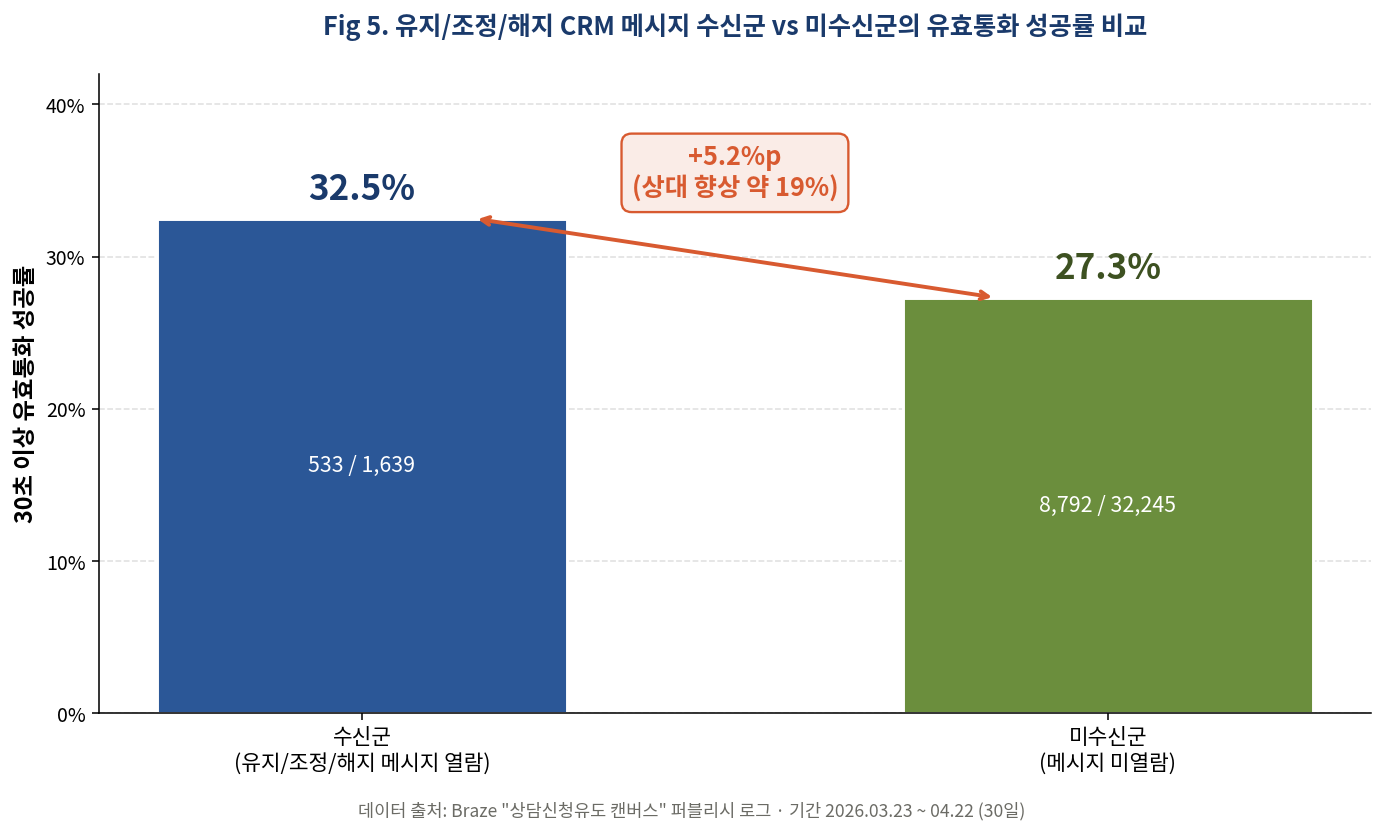 Fig 5. 유지/조정/해지 CRM 메시지 수신군 vs 미수신군의 유효통화 성공률 비교
40%
+5.2%p
(상대 향상 약 19%)
32.5%
30%
27.3%
30초 이상 유효통화 성공률
20%
533 / 1,639
8,792 / 32,245
10%
0%
수신군
(유지/조정/해지 메시지 열람)
미수신군
(메시지 미열람)
데이터 출처: Braze "상담신청유도 캔버스" 퍼블리시 로그 · 기간 2026.03.23 ~ 04.22 (30일)